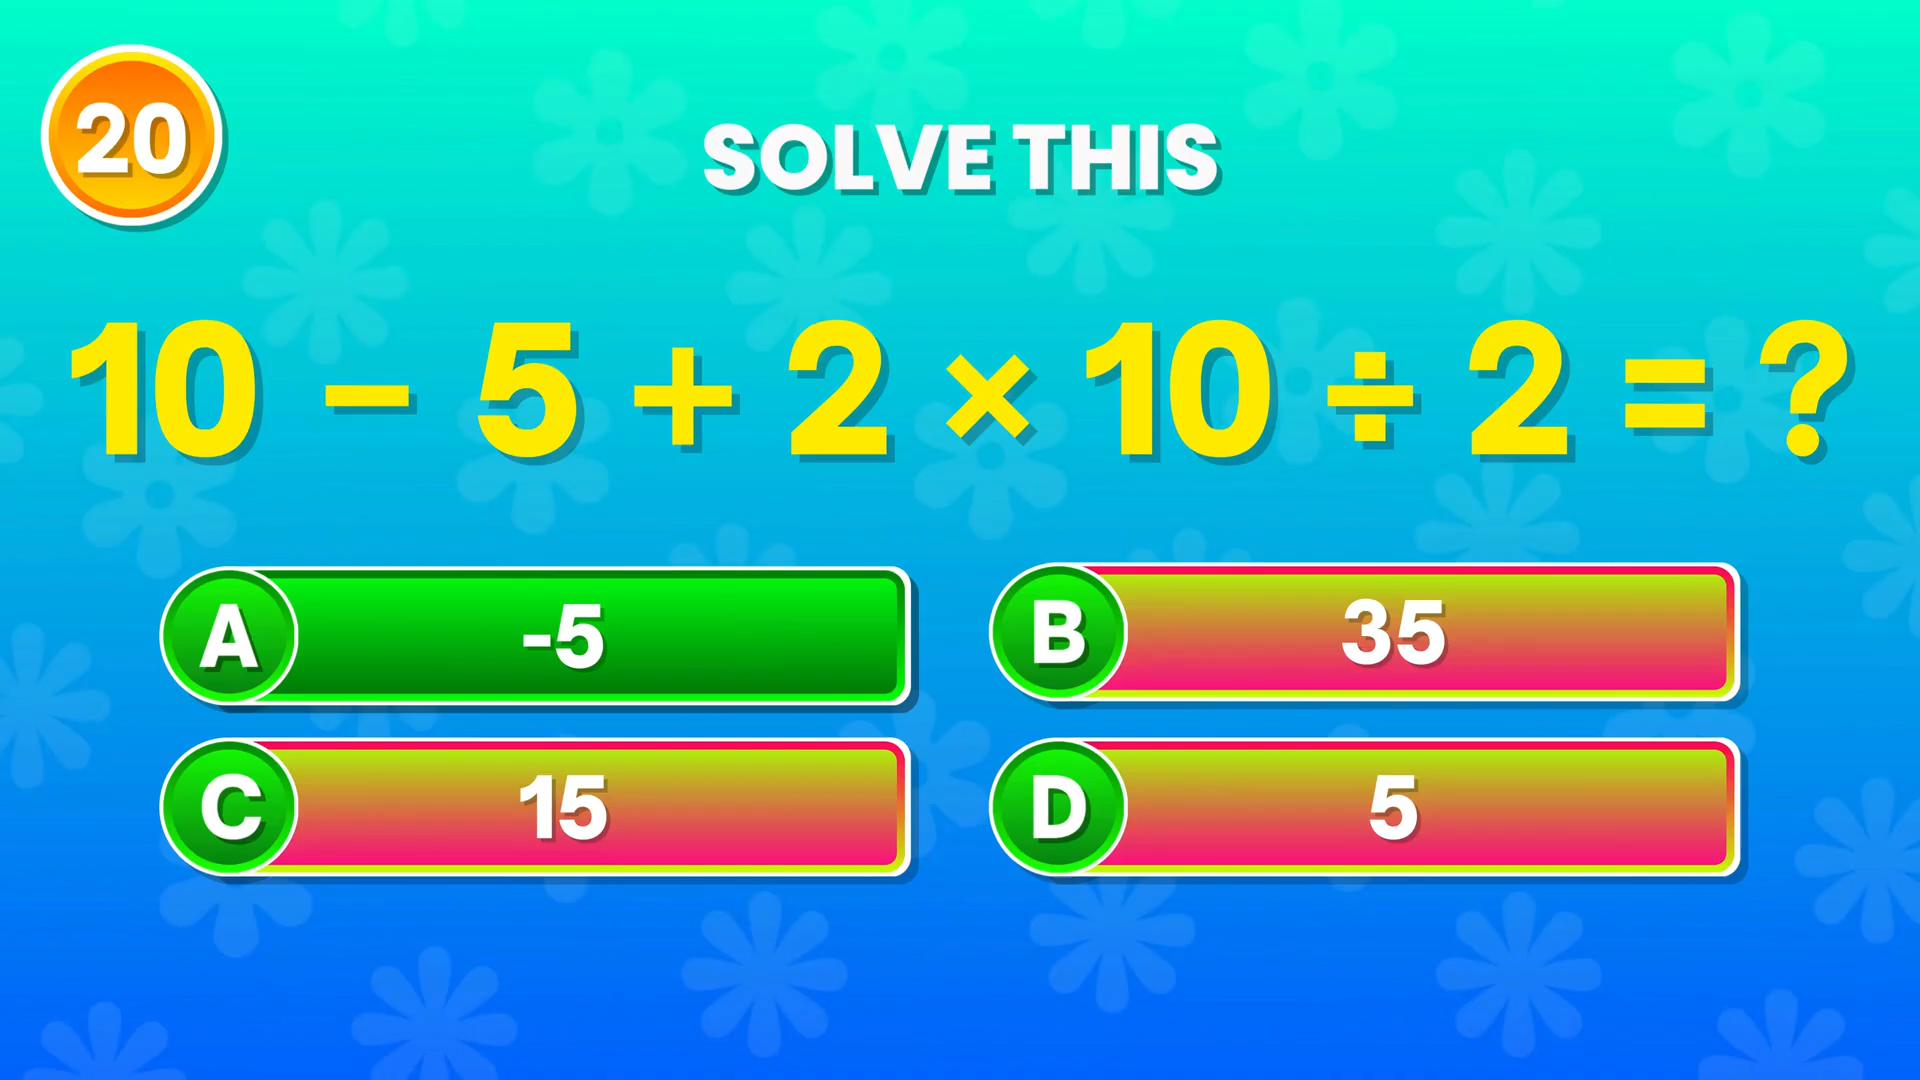 20
SOLVE THIS
10 – 5 + 2 × 10 ÷ 2 = ?
A -5
B 35
C 15
D 5